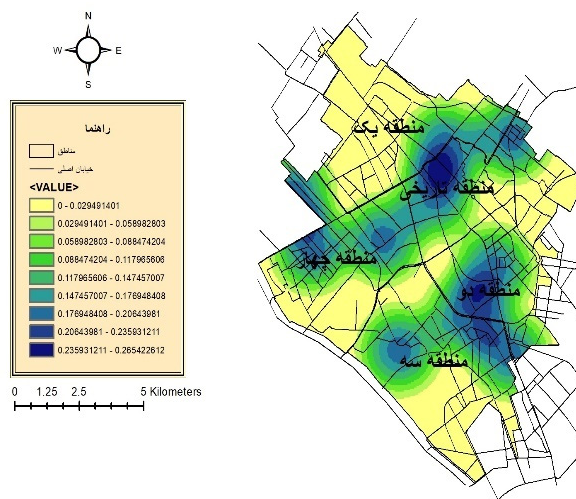 N
W E
S
راهنما
مناطق
خیابان اصلی
<VALUE>
0 - 0.029491401
0.029491401 - 0.058982803
0.058982803 - 0.088474204
0.088474204 - 0.117965606
0.117965606 - 0.147457007
0.147457007 - 0.176948408
0.176948408 - 0.20643981
0.20643981 - 0.235931211
0.235931211 - 0.265422612
0 1.25 2.5 5 Kilometers
منطقه یک
منطقه تاریخی
منطقه چهار
منطقه دو
منطقه سه